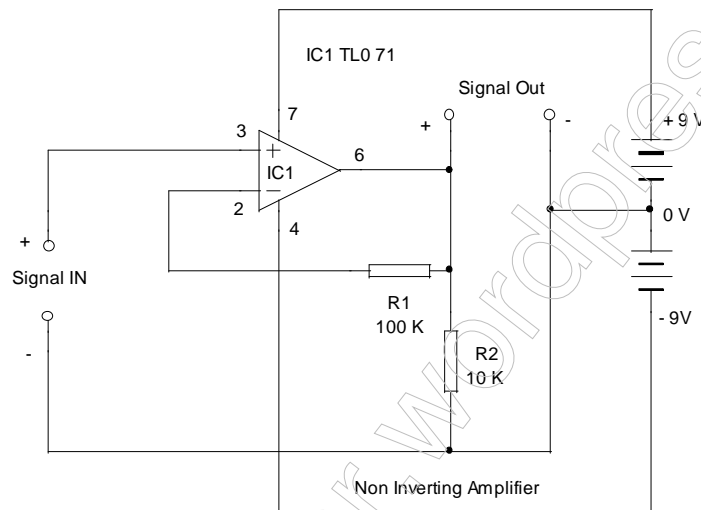 IC1 TL0 71
Signal Out
+ 9 V
7
+
-
3
+
6
IC1
−
2
0 V
4
+
Signal IN
R1
100 K
- 9V
R2
10 K
-
Non Inverting Amplifier
r.wordpres